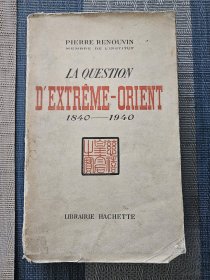 PIERRE RENOUVIN
MEMBRE DE L'INSTITUT
LA QUESTION
D'EXTRÊME-ORIENT
1840—1940
LIBRAIRIE HACHETTE